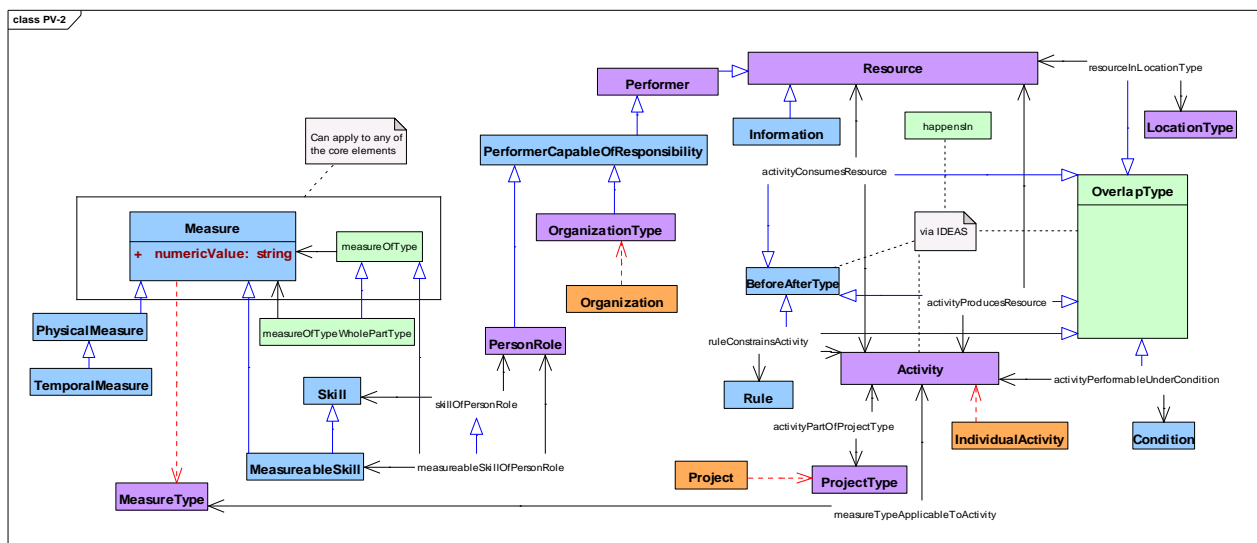 class PV-2
Resource
resourceInLocationType
Performer
LocationType
Information
happensIn
Can apply to any of
the core elements
PerformerCapableOfResponsibility
activityConsumesResource
OverlapType
Measure
+ numericValue: string
measureOfType
OrganizationType
via IDEAS
Organization
BeforeAfterType
activityProducesResource
PhysicalMeasure
measureOfTypeWholePartType
PersonRole
ruleConstrainsActivity
TemporalMeasure
Activity
activityPerformableUnderCondition
Skill
skillOfPersonRole
Rule
activityPartOfProjectType
IndividualActivity
Condition
MeasureableSkill
measureableSkillOfPersonRole
Project
ProjectType
MeasureType
measureTypeApplicableToActivity